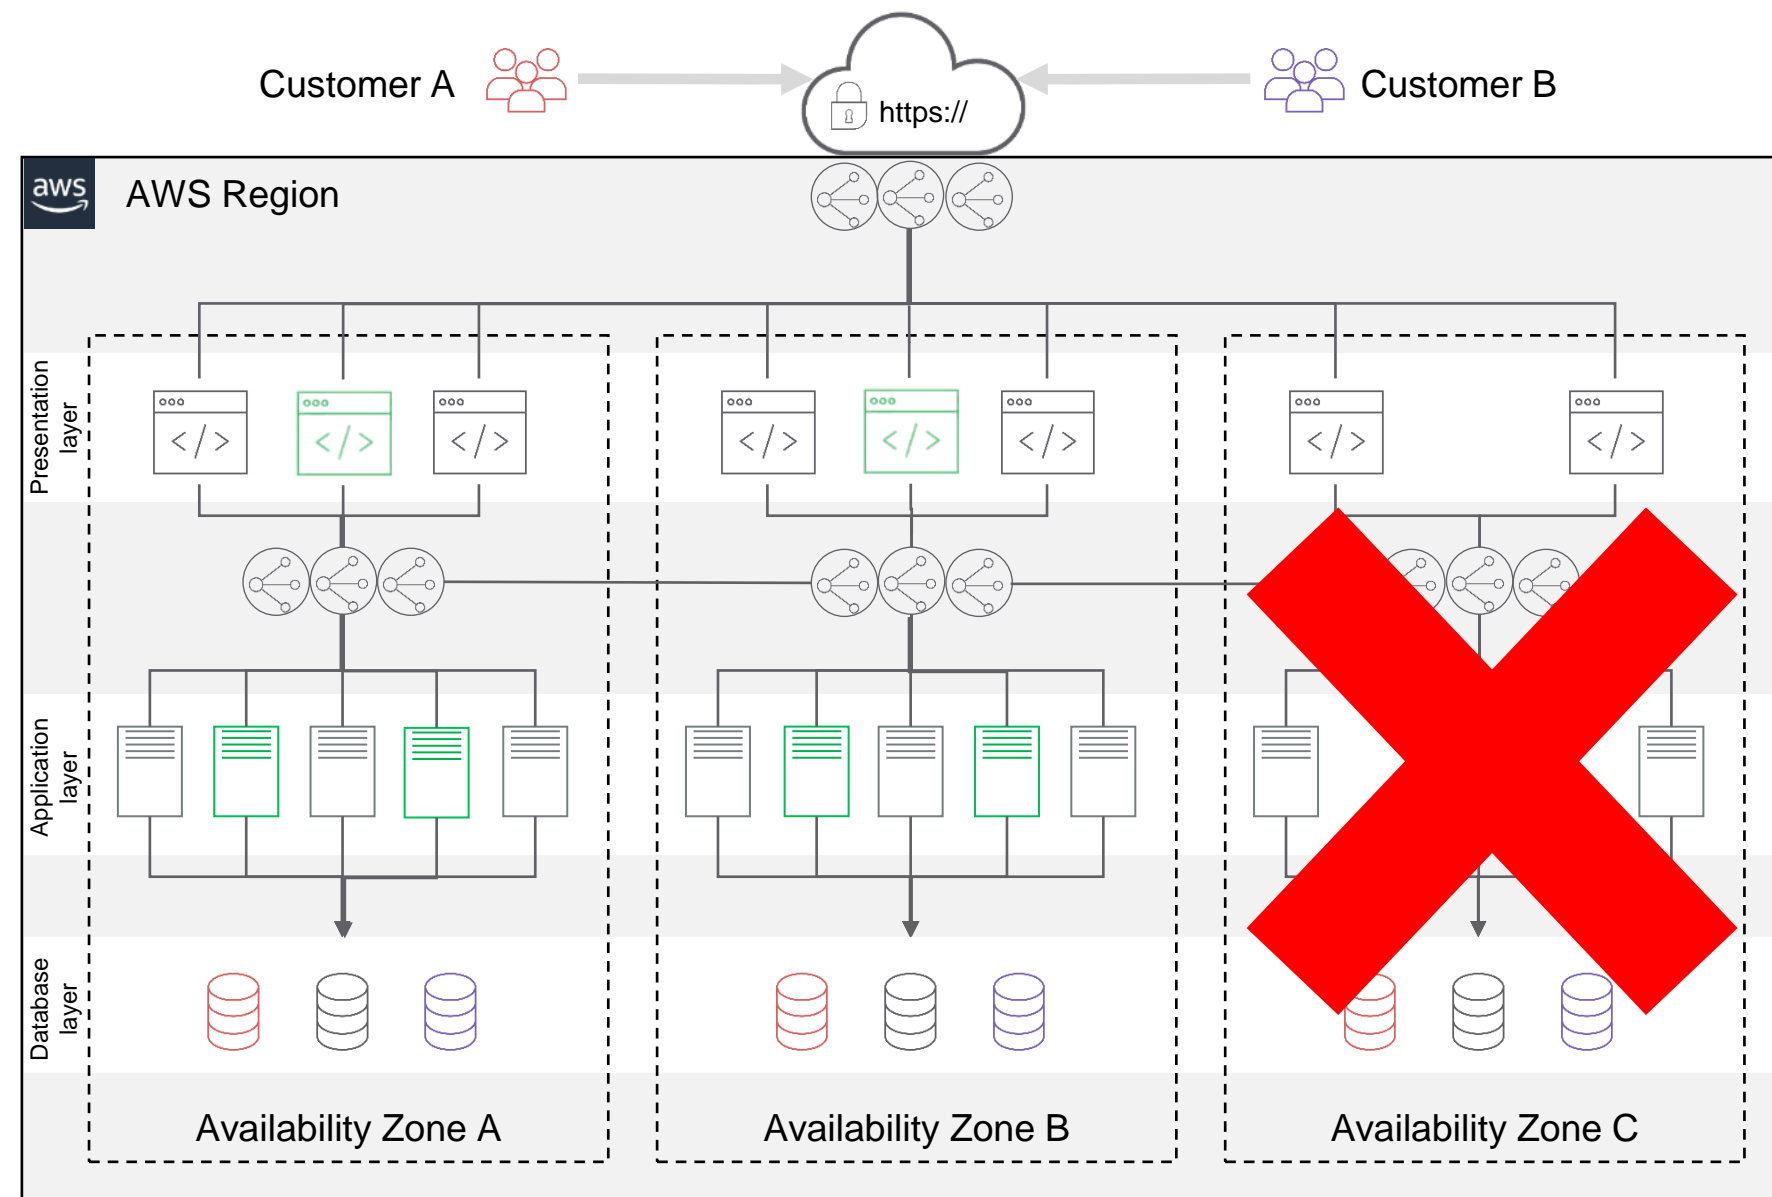 Customer A
https://
Customer B
aws
AWS Region
Presentation
layer
</>
</>
</>
</>
</>
</>
</>
</>
Application
layer
Database
layer
Availability Zone A
Availability Zone B
Availability Zone C